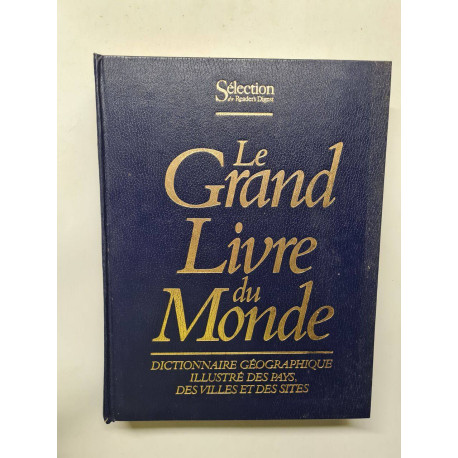 Sélection
du Reader's Digest
Le
Grand
Livre
du
Monde
DICTIONNAIRE GÉOGRAPHIQUE
ILLUSTRÉ DES PAYS,
DES VILLES ET DES SITES